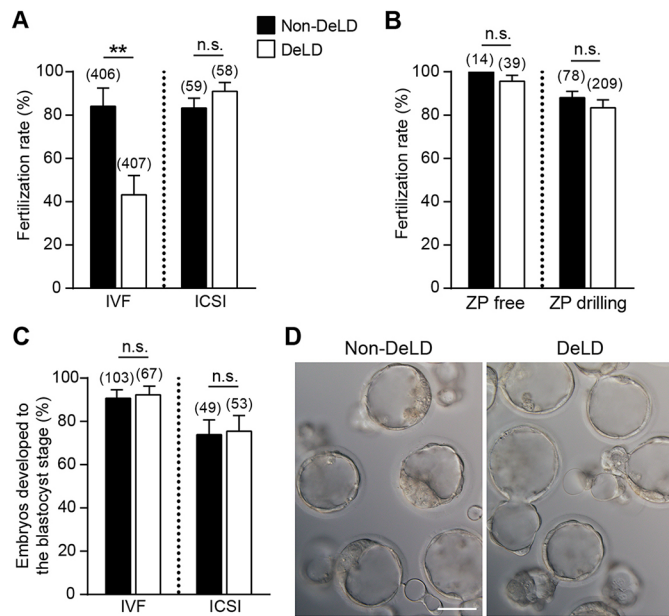 A
Non-DeLD
DeLD
**
n.s.
(406)
(407)
(59)
(58)
Fertilization rate (%)
100
80
60
40
20
0
IVF
ICSI
B
n.s.
n.s.
(14)
(39)
(78)
(209)
Fertilization rate (%)
100
80
60
40
20
0
ZP free
ZP drilling
C
n.s.
n.s.
(103)
(67)
(49)
(53)
Embryos developed to
the blastocyst stage (%)
100
80
60
40
20
0
IVF
ICSI
D
Non-DeLD
DeLD